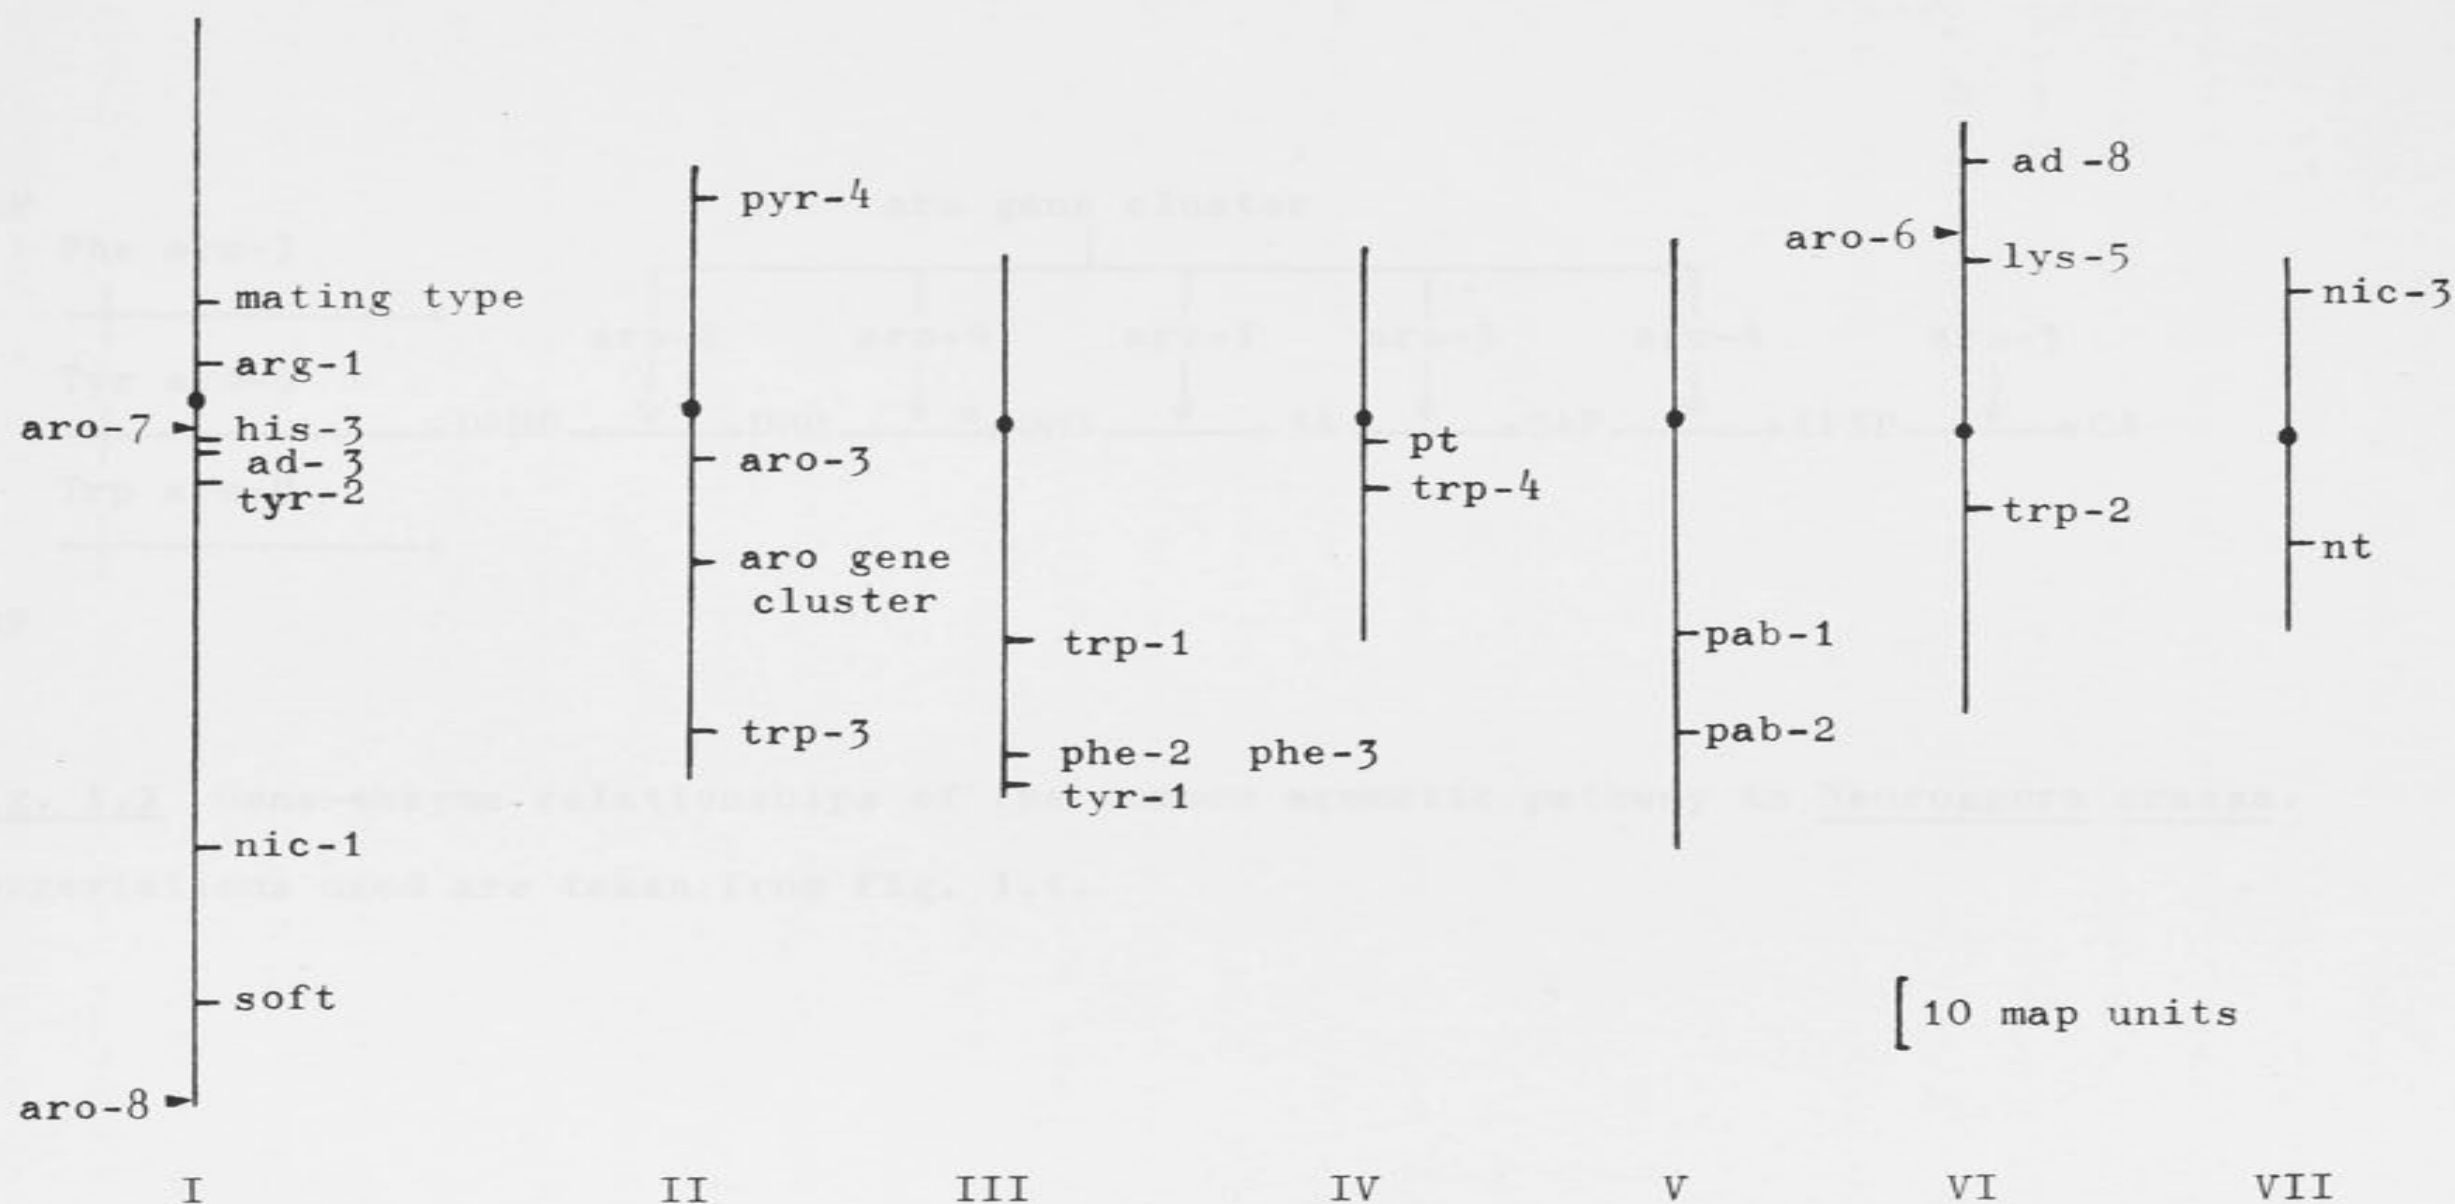 mating type
arg-1
aro-7
his-3
ad-3
tyr-2
nic-1
soft
aro-8
I
pyr-4
aro-3
aro gene
cluster
trp-3
II
trp-1
phe-2 phe-3
tyr-1
III
pt
trp-4
IV
pab-1
pab-2
V
ad-8
aro-6
lys-5
trp-2
VI
nic-3
nt
VII
10 map units